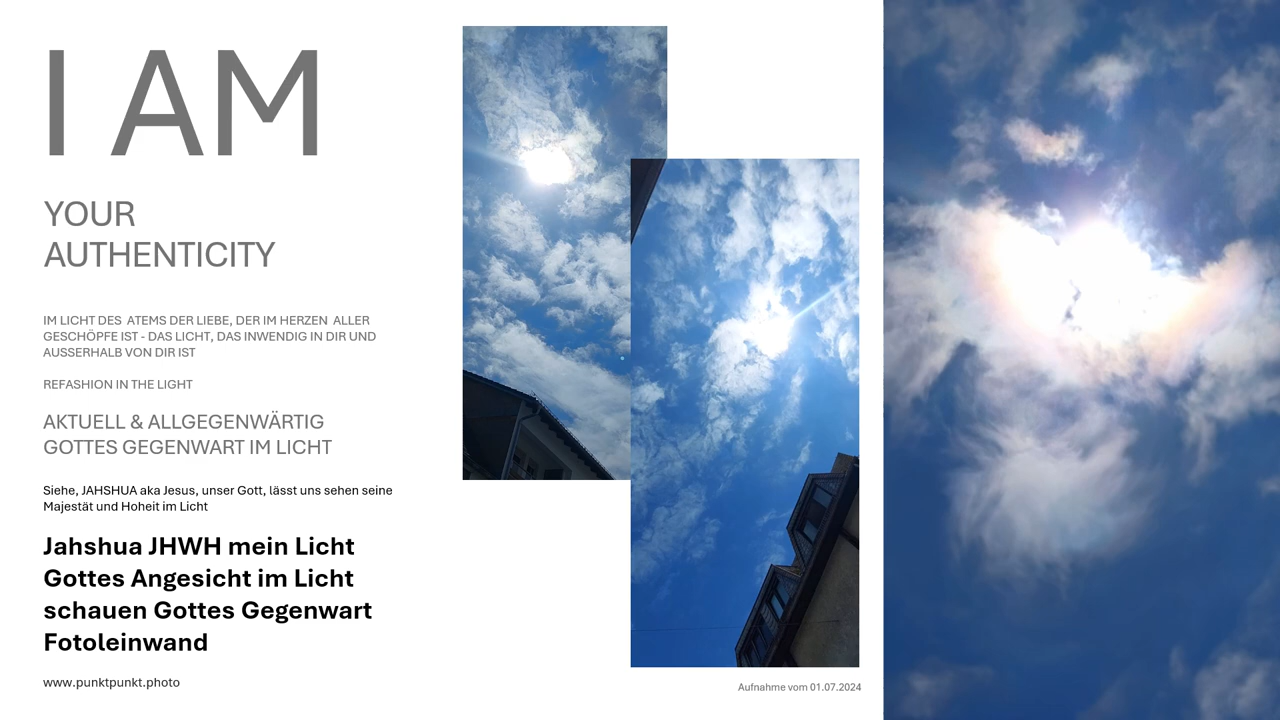 I AM
YOUR
AUTHENTICITY
IM LICHT DES  ATEMS DER LIEBE, DER IM HERZEN  ALLER
GESCHÖPFE IST - DAS LICHT, DAS INWENDIG IN DIR UND
AUSSERHALB VON DIR IST
REFASHION IN THE LIGHT
AKTUELL & ALLGEGENWÄRTIG
GOTTES GEGENWART IM LICHT
Siehe, JAHSHUA aka Jesus, unser Gott, lässt uns sehen seine
Majestät und Hoheit im Licht
Jahshua JHWH mein Licht
Gottes Angesicht im Licht
schauen Gottes Gegenwart
Fotoleinwand
www.punktpunkt.photo
Aufnahme vom 01.07.2024